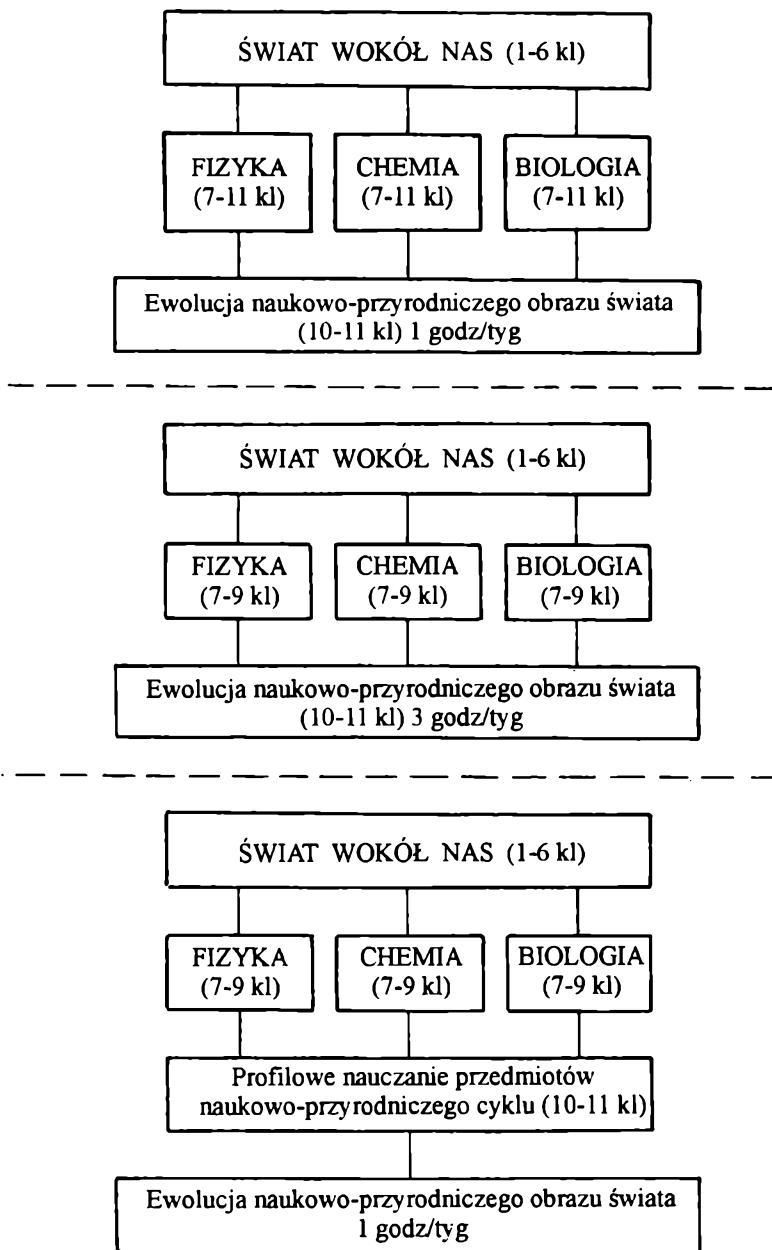 ŚWIAT WOKÓŁ NAS (1-6 kl)
FIZYKA
(7-11 kl)
CHEMIA
(7-11 kl)
BIOLOGIA
(7-11 kl)
Ewolucja naukowo-przyrodniczego obrazu świata
(10-11 kl) 1 godz/tyg
ŚWIAT WOKÓŁ NAS (1-6 kl)
FIZYKA
(7-9 kl)
CHEMIA
(7-9 kl)
BIOLOGIA
(7-9 kl)
Ewolucja naukowo-przyrodniczego obrazu świata
(10-11 kl) 3 godz/tyg
ŚWIAT WOKÓŁ NAS (1-6 kl)
FIZYKA
(7-9 kl)
CHEMIA
(7-9 kl)
BIOLOGIA
(7-9 kl)
Profilowe nauczanie przedmiotów
naukowo-przyrodniczego cyklu (10-11 kl)
Ewolucja naukowo-przyrodniczego obrazu świata
1 godz/tyg